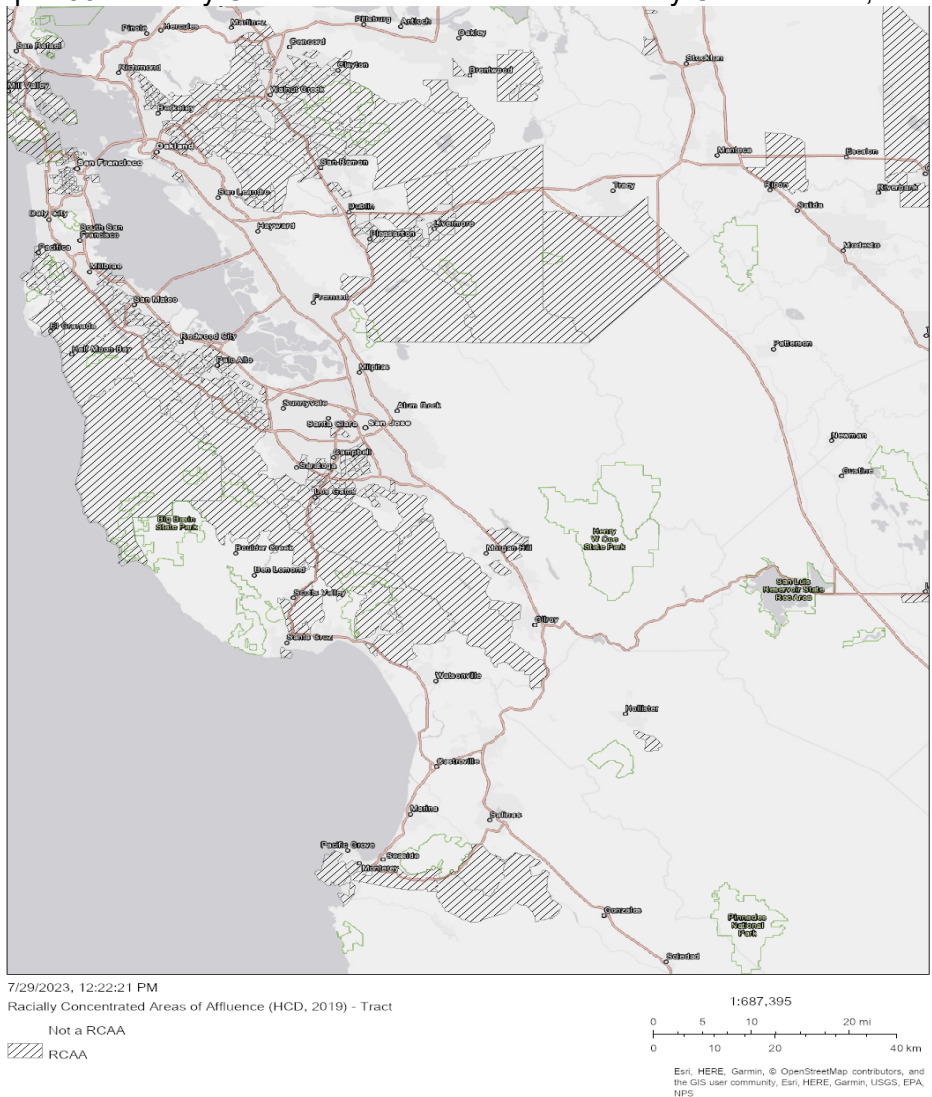 Pittsburg
Antioch
Martinez
Pinole
Hercules
Oakley
San Rafael
Concord
Stockton
Clayton
Richmond
Brentwood
Mill Valley
Walnut Creek
Berkeley
Oakland
Manteca
Escalon
San Francisco
San Ramon
Tracy
Ripon
Riverbank
San Leandro
Salida
Dublin
Daly City
Livermore
Hayward
South San
Francisco
Pleasanton
Pacifica
Modesto
Millbrae
San Mateo
Fremont
El Granada
Redwood City
Half Moon Bay
Patterson
Palo Alto
Milpitas
Sunnyvale
Alum Rock
Santa Clara
San Jose
Newman
Campbell
Saratoga
Gustine
Los Gatos
Big Basin
State Park
Henry
W Coe
State Park
Boulder Creek
Morgan Hill
Ben Lomond
San Luis
Reservoir State
Rec Area
Scotts Valley
Gilroy
Santa Cruz
Watsonville
Hollister
Castroville
Marina
Salinas
Pacific Grove
Seaside
Monterey
Gonzales
Pinnacles
National
Park
Soledad
7/29/2023, 12:22:21 PM
Racially Concentrated Areas of Affluence (HCD, 2019) - Tract
Not a RCAA
RCAA
1:687,395
0 5 10 20 mi
0 10 20 40 km
Esri, HERE, Garmin, © OpenStreetMap contributors, and
the GIS user community, Esri, HERE, Garmin, USGS, EPA,
NPS